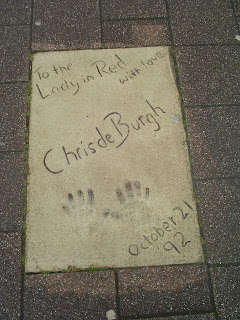 To the
Lady in Red
with love
Chris de Burgh
October 21
92